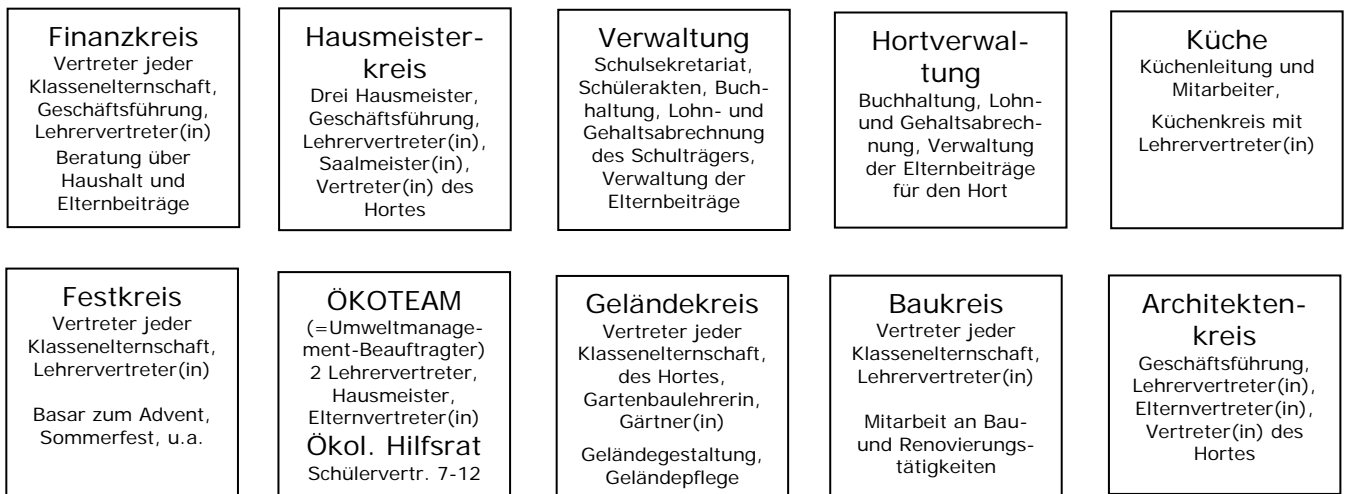 Finanzkreis
Vertreter jeder
Klassenelternschaft,
Geschäftsführung,
Lehrervertreter(in)
Beratung über
Haushalt und
Elternbeiträge
Hausmeister-
kreis
Drei Hausmeister,
Geschäftsführung,
Lehrervertreter(in),
Saalmeister(in),
Vertreter(in) des
Hortes
Verwaltung
Schulsekretariat,
Schülerakten, Buch-
haltung, Lohn- und
Gehaltsabrechnung
des Schulträgers,
Verwaltung der
Elternbeiträge
Hortverwal-
tung
Buchhaltung, Lohn-
und Gehaltsabrech-
nung, Verwaltung
der Elternbeiträge
für den Hort
Küche
Küchenleitung und
Mitarbeiter,
Küchenkreis mit
Lehrervertreter(in)
Festkreis
Vertreter jeder
Klassenelternschaft,
Lehrervertreter(in)
Basar zum Advent,
Sommerfest, u.a.
ÖKOTEAM
(=Umweltmanage-
ment-Beauftragter)
2 Lehrervertreter,
Hausmeister,
Elternvertreter(in)
Ökol. Hilfsrat
Schülervertr. 7-12
Geländekreis
Vertreter jeder
Klassenelternschaft,
des Hortes,
Gartenbaulehrerin,
Gärtner(in)
Geländegestaltung,
Geländepflege
Baukreis
Vertreter jeder
Klassenelternschaft,
Lehrervertreter(in)
Mitarbeit an Bau-
und Renovierungs-
tätigkeiten
Architekten-
kreis
Geschäftsführung,
Lehrervertreter(in),
Elternvertreter(in),
Vertreter(in) des
Hortes